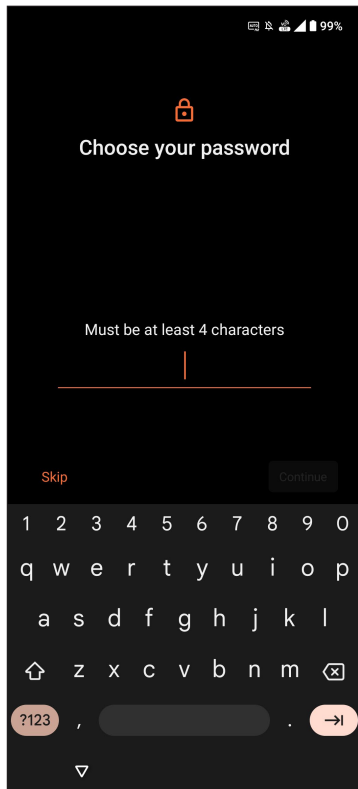 99%
Choose your password
Must be at least 4 characters
Skip
Continue
1 2 3 4 5 6 7 8 9 0
q w e r t y u i o p
a s d f g h j k l
z x c v b n m
?123 , .